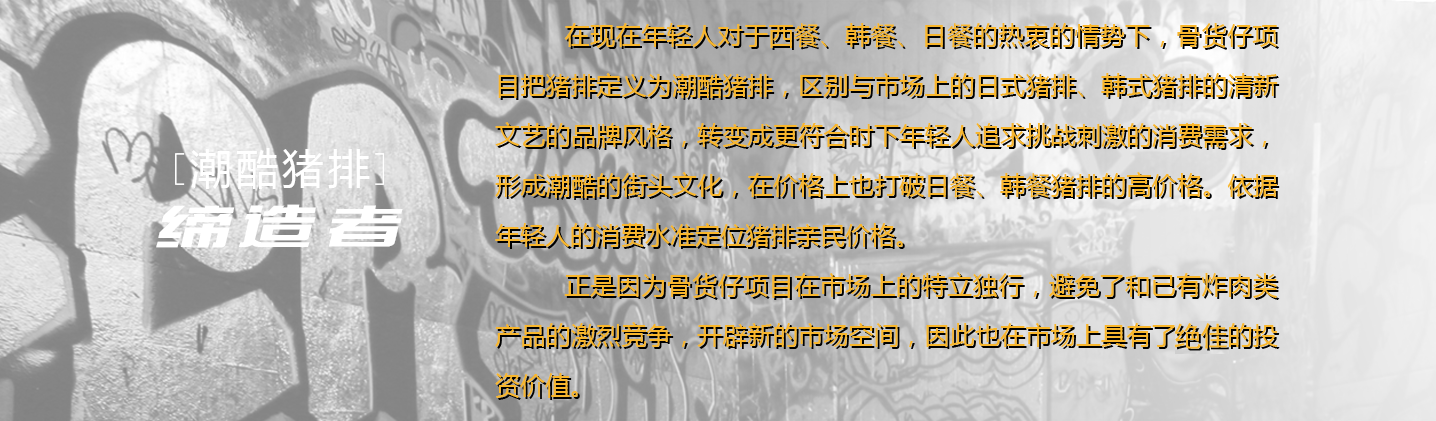 [潮酷猪排]
缔造者
在现在年轻人对于西餐、韩餐、日餐的热衷的情势下，骨货仔项
目把猪排定义为潮酷猪排，区别与市场上的日式猪排、韩式猪排的清新
文艺的品牌风格，转变成更符合时下年轻人追求挑战刺激的消费需求，
形成潮酷的街头文化，在价格上也打破日餐、韩餐猪排的高价格。依据
年轻人的消费水准定位猪排亲民价格。
正是因为骨货仔项目在市场上的特立独行，避免了和已有炸肉类
产品的激烈竞争，开辟新的市场空间，因此也在市场上具有了绝佳的投
资价值。